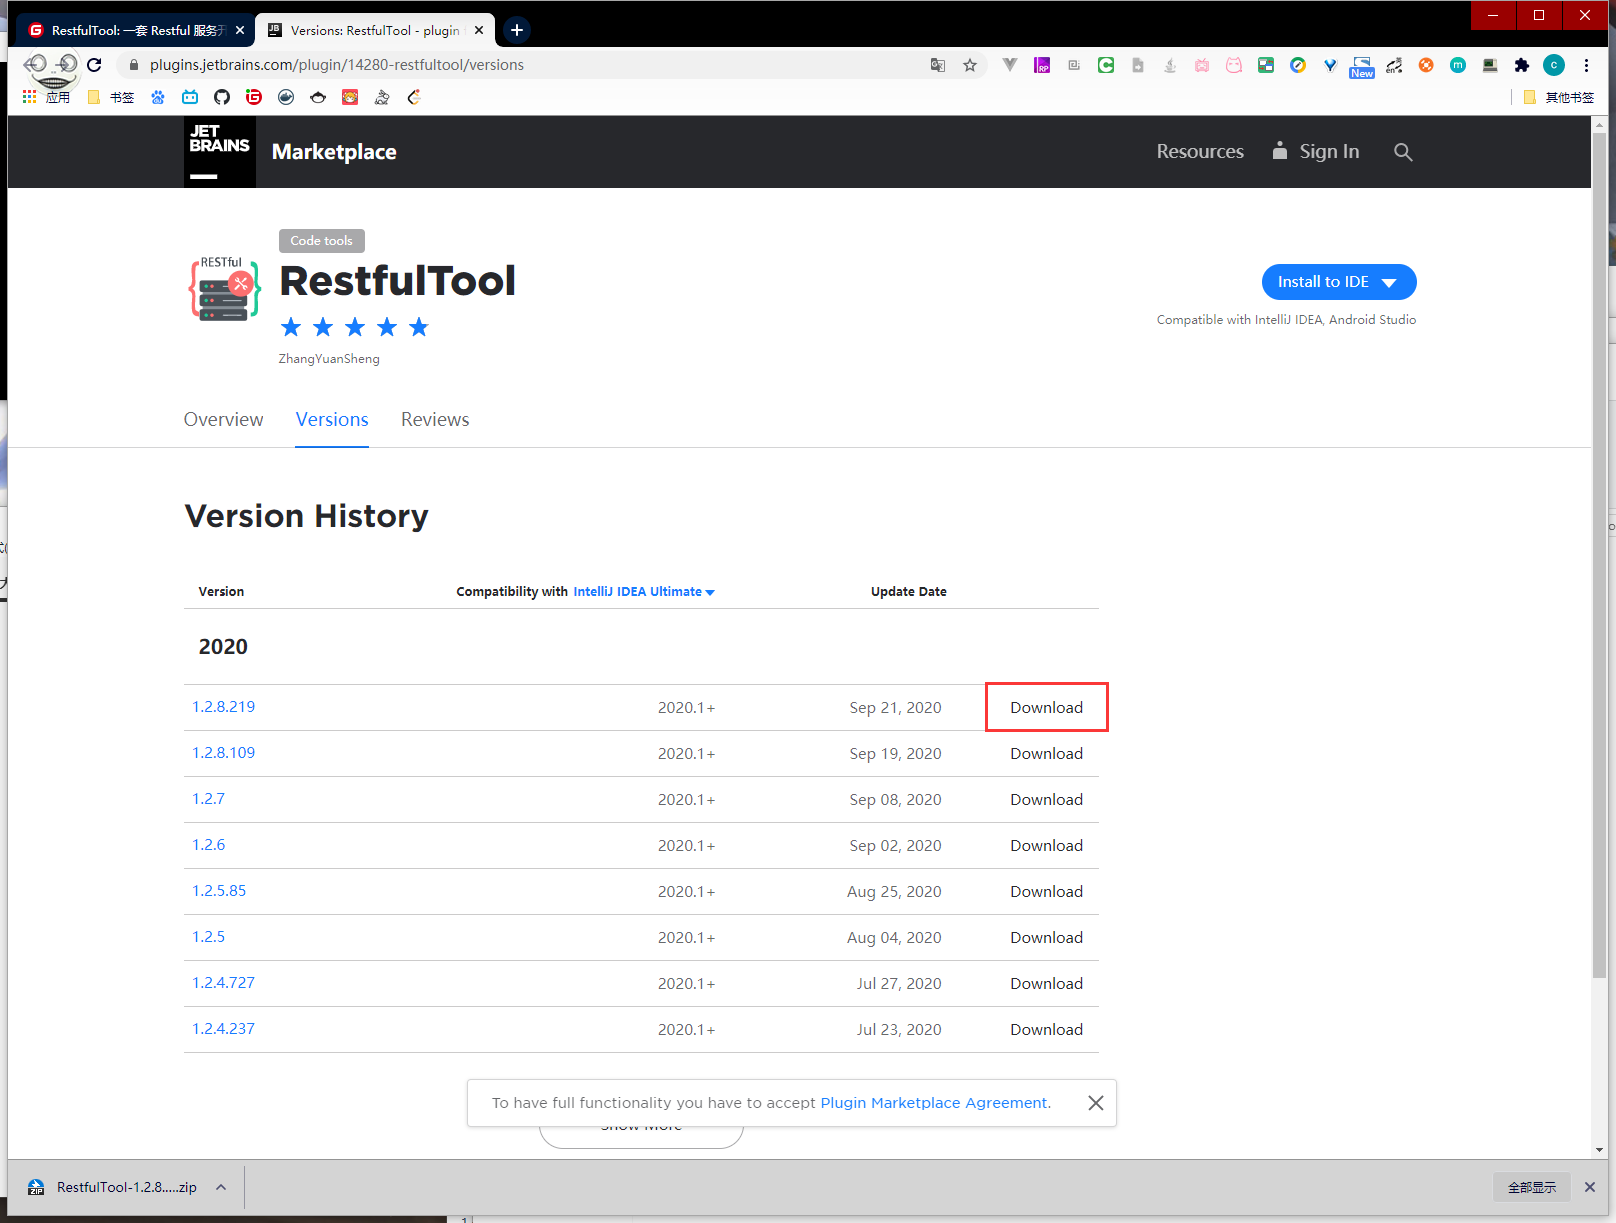 RestfulTool: 一套 Restful 服务开
Versions: RestfulTool - plugin
plugins.jetbrains.com/plugin/14280-restfultool/versions
RP
New
en
m
c
应用
书签
其他书签
JET
BRAINS
Marketplace
Resources
Sign In
Code tools
RESTful
RestfulTool
Install to IDE
Compatible with IntelliJ IDEA, Android Studio
ZhangYuanSheng
Overview
Versions
Reviews
Version History
Version Compatibility with IntelliJ IDEA Ultimate Update Date
2020
1.2.8.219 2020.1+ Sep 21, 2020 Download
1.2.8.109 2020.1+ Sep 19, 2020 Download
1.2.7 2020.1+ Sep 08, 2020 Download
1.2.6 2020.1+ Sep 02, 2020 Download
1.2.5.85 2020.1+ Aug 25, 2020 Download
1.2.5 2020.1+ Aug 04, 2020 Download
1.2.4.727 2020.1+ Jul 27, 2020 Download
1.2.4.237 2020.1+ Jul 23, 2020 Download
To have full functionality you have to accept Plugin Marketplace Agreement.
Show More
ZIP
RestfulTool-1.2.8.....zip
全部显示
1